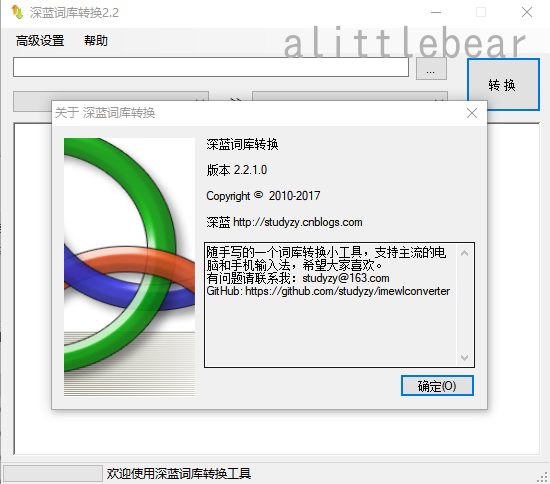 深蓝词库转换2.2
高级设置 帮助
alittlebear
...
转 换
关于 深蓝词库转换
深蓝词库转换
版本 2.2.1.0
Copyright © 2010-2017
深蓝 http://studyzy.cnblogs.com
随手写的一个词库转换小工具，支持主流的电
脑和手机输入法，希望大家喜欢。
有问题请联系我：studyzy@163.com
GitHub: https://github.com/studyzy/imewlconverter
确定(O)
欢迎使用深蓝词库转换工具